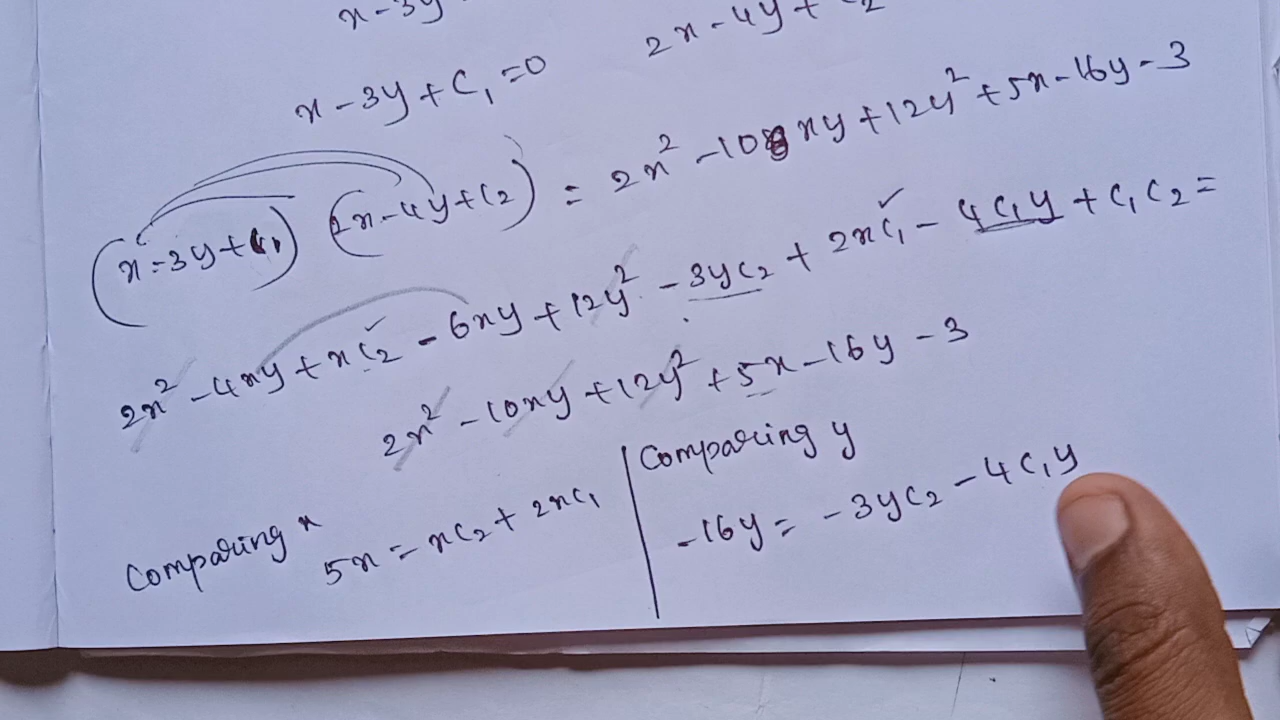 x - 3y
2x - 4y + C₂
x - 3y + C₁ = 0
(x - 3y + C₁) (2x - 4y + C₂) = 2x² - 10xy + 12y² + 5x - 16y - 3
2x² - 4xy + xC₂ - 6xy + 12y² - 3yC₂ + 2xC₁ - 4C₁y + C₁C₂ =
2x² - 10xy + 12y² + 5x - 16y - 3
Comparing x
5x = xC₂ + 2xC₁
Comparing y
-16y = -3yC₂ - 4C₁y